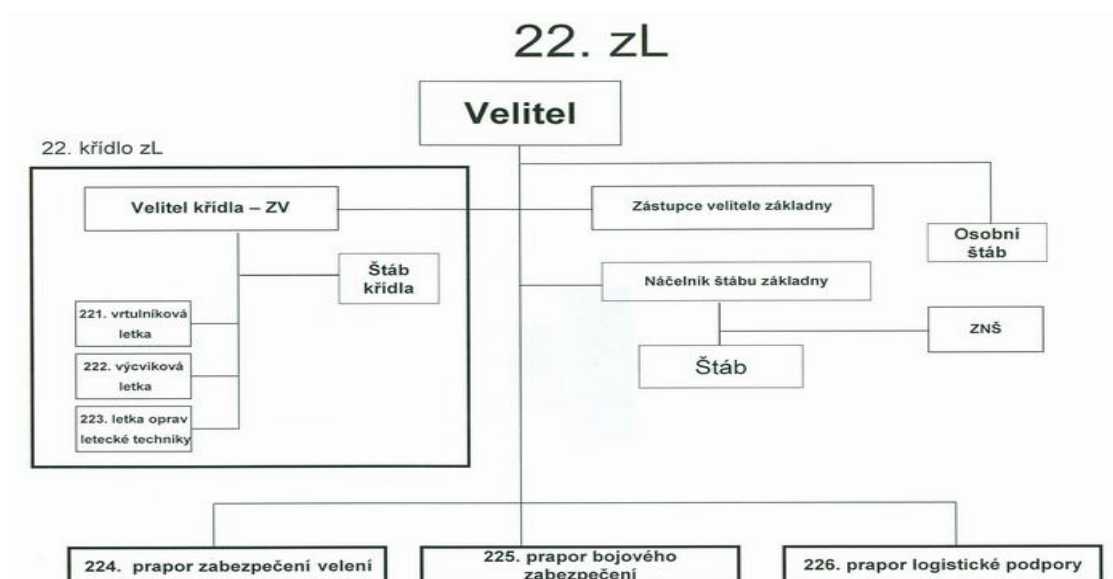 22. zL
Velitel
22. křídlo zL
Velitel křídla – ZV
Zástupce velitele základny
Osobní
štáb
Štáb
křídla
Náčelník štábu základny
221. vrtulníková
letka
ZNŠ
222. výcviková
letka
Štáb
223. letka oprav
letecké techniky
224. prapor zabezpečení velení
225. prapor bojového
zabezpečení
226. prapor logistické podpory